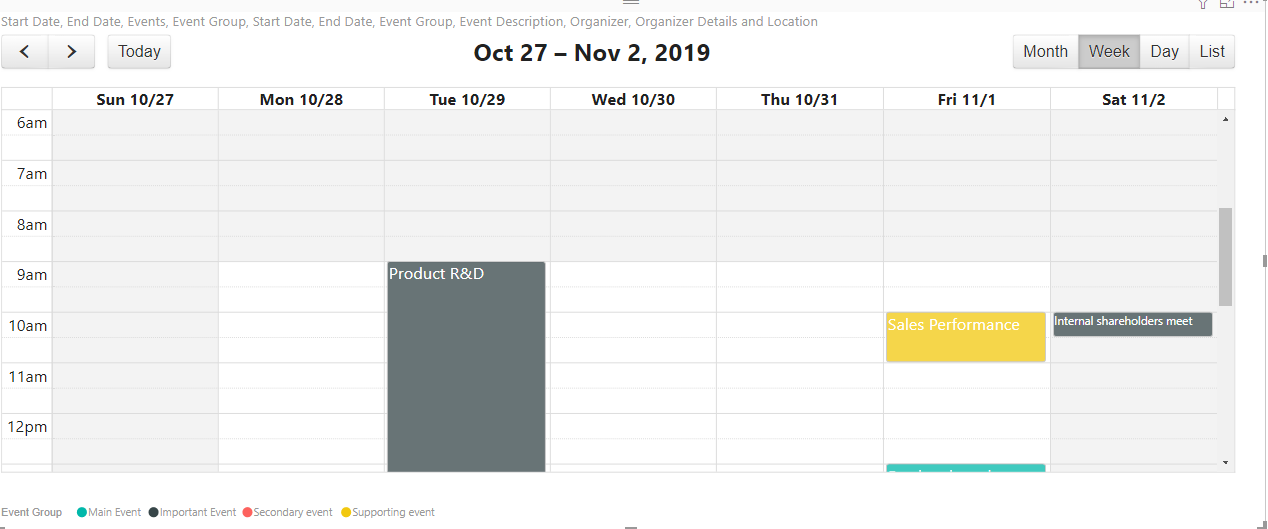 Start Date, End Date, Events, Event Group, Start Date, End Date, Event Group, Event Description, Organizer, Organizer Details and Location
Today
Oct 27 – Nov 2, 2019
Month Week Day List
Sun 10/27 Mon 10/28 Tue 10/29 Wed 10/30 Thu 10/31 Fri 11/1 Sat 11/2
6am
7am
8am
9am
Product R&D
10am
Sales Performance
Internal shareholders meet
11am
12pm
Event Group Main Event Important Event Secondary event Supporting event